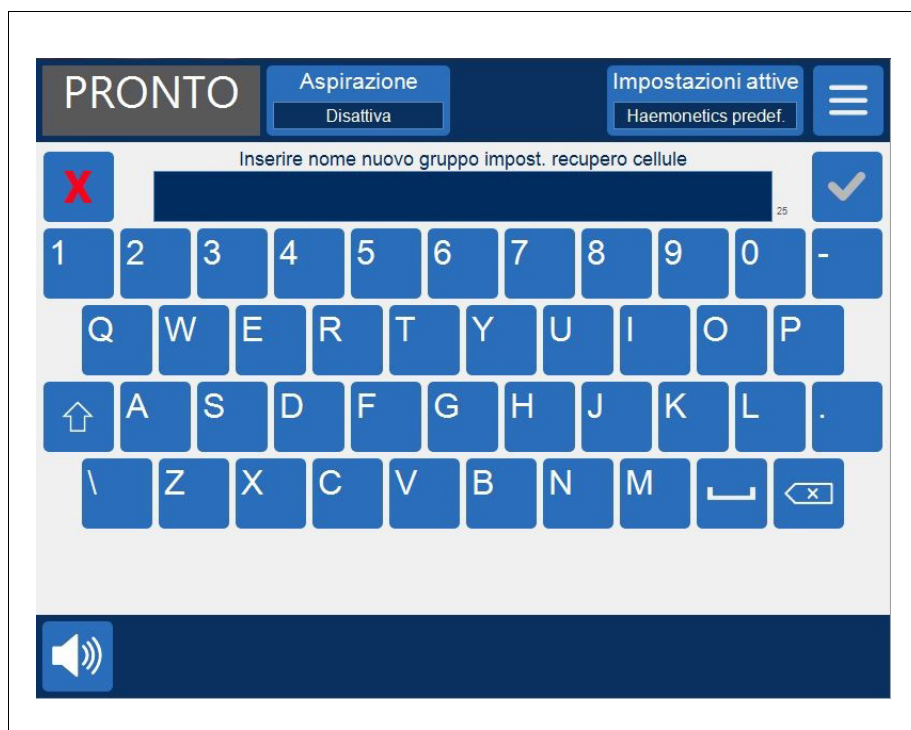 PRONTO
Aspirazione
Disattiva
Impostazioni attive
Haemonetics predef.
Inserire nome nuovo gruppo impost. recupero cellule
X
25
1 2 3 4 5 6 7 8 9 0 -
Q W E R T Y U I O P
A S D F G H J K L .
\ Z X C V B N M